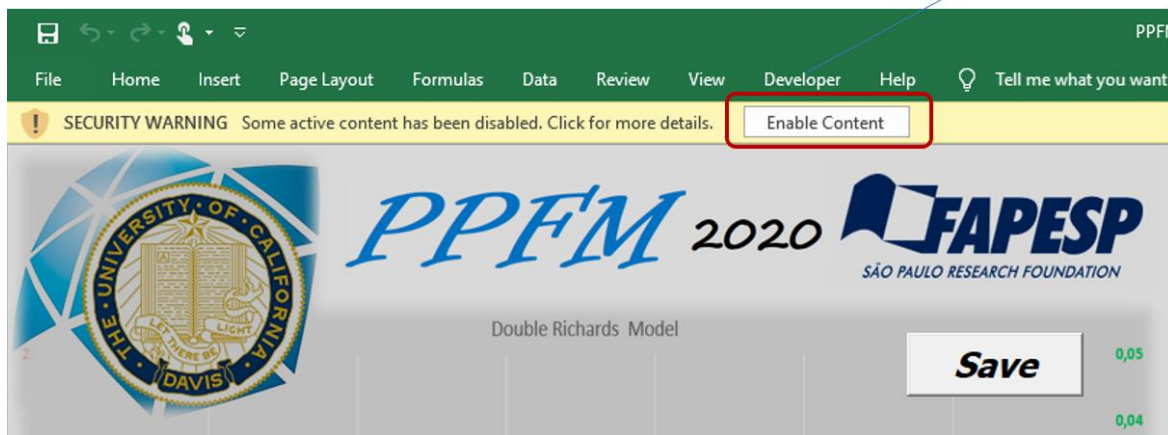 PPFM
File Home Insert Page Layout Formulas Data Review View Developer Help Tell me what you want
SECURITY WARNING Some active content has been disabled. Click for more details. Enable Content
THE · UNIVERSITY · OF · CALIFORNIA
LET THERE BE LIGHT
DAVIS
PPFM 2020
FAPESP
SÃO PAULO RESEARCH FOUNDATION
Double Richards Model
Save
2
0,05
0,04